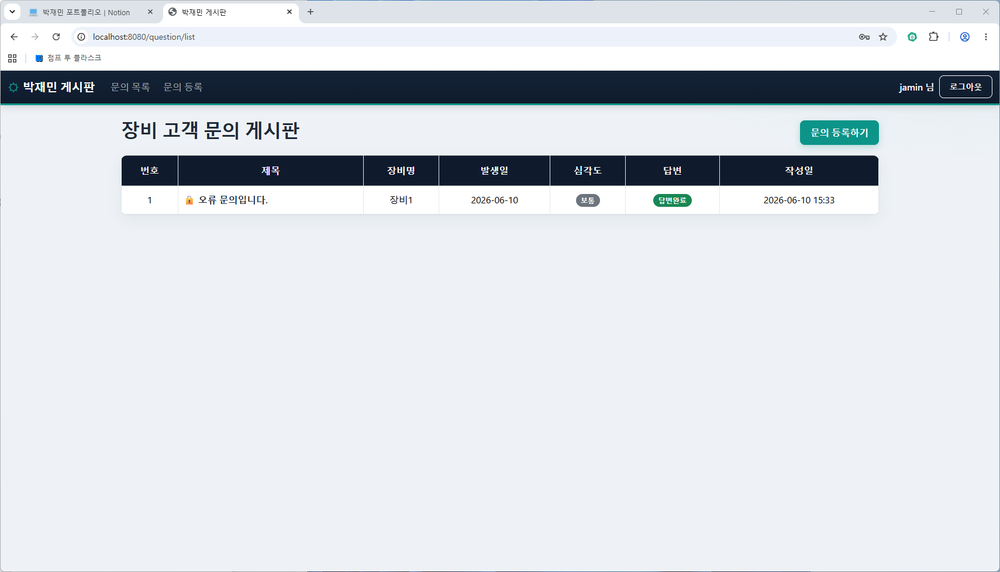 박재민 포트폴리오 | Notion
박재민 게시판
localhost:8080/question/list
점프 투 플라스크
박재민 게시판
문의 목록
문의 등록
jamin 님
로그아웃
장비 고객 문의 게시판
문의 등록하기
번호 제목 장비명 발생일 심각도 답변 작성일
1 오류 문의입니다. 장비1 2026-06-10 보통 답변완료 2026-06-10 15:33